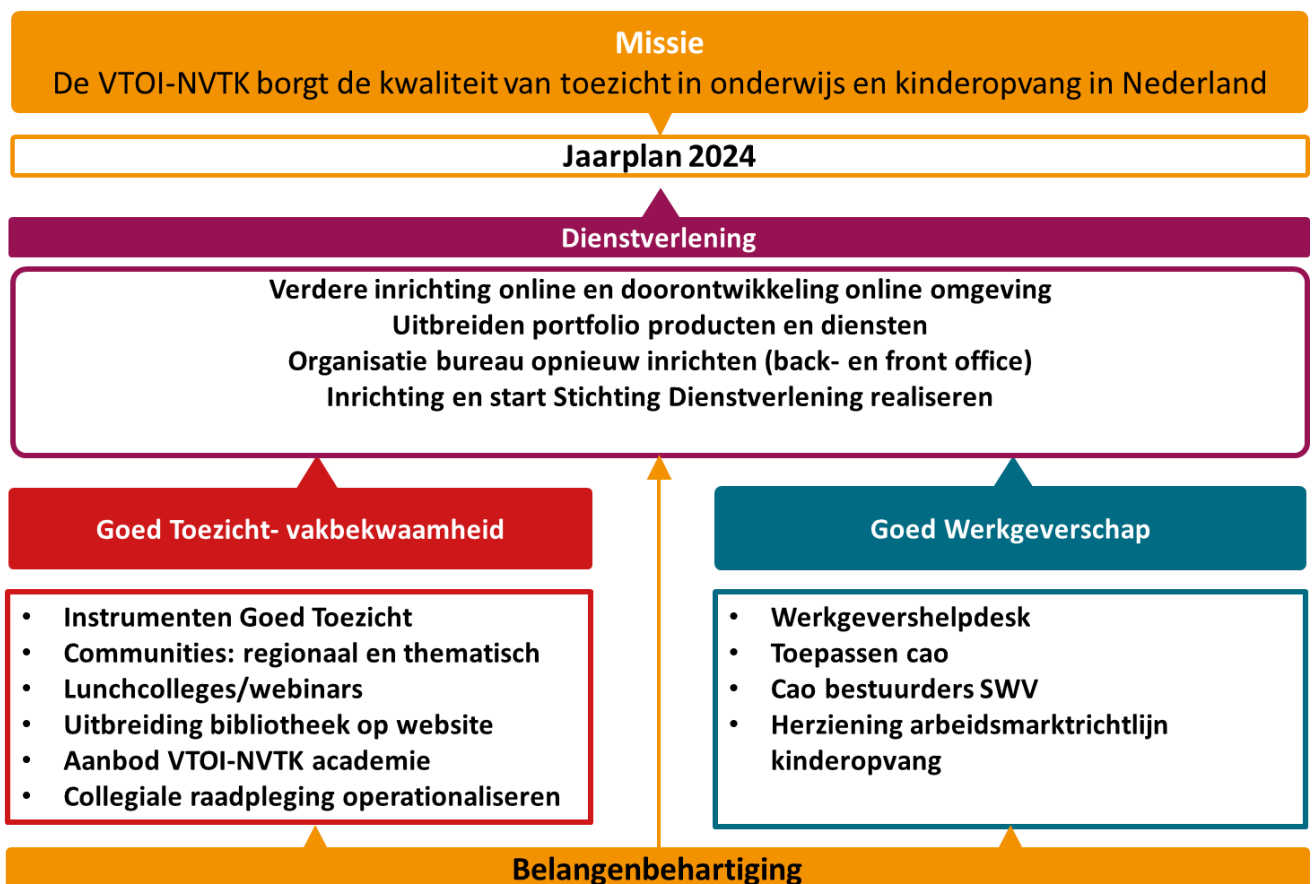 Missie
De VTOI-NVTK borgt de kwaliteit van toezicht in onderwijs en kinderopvang in Nederland
Jaarplan 2024
Dienstverlening
Verdere inrichting online en doorontwikkeling online omgeving
Uitbreiden portfolio producten en diensten
Organisatie bureau opnieuw inrichten (back- en front office)
Inrichting en start Stichting Dienstverlening realiseren
Goed Toezicht- vakbekwaamheid
• Instrumenten Goed Toezicht
• Communities: regionaal en thematisch
• Lunchcolleges/webinars
• Uitbreiding bibliotheek op website
• Aanbod VTOI-NVTK academie
• Collegiale raadpleging operationaliseren
Goed Werkgeverschap
• Werkgevershelpdesk
• Toepassen cao
• Cao bestuurders SWV
• Herziening arbeidsmarktrichtlijn
kinderopvang
Belangenbehartiging